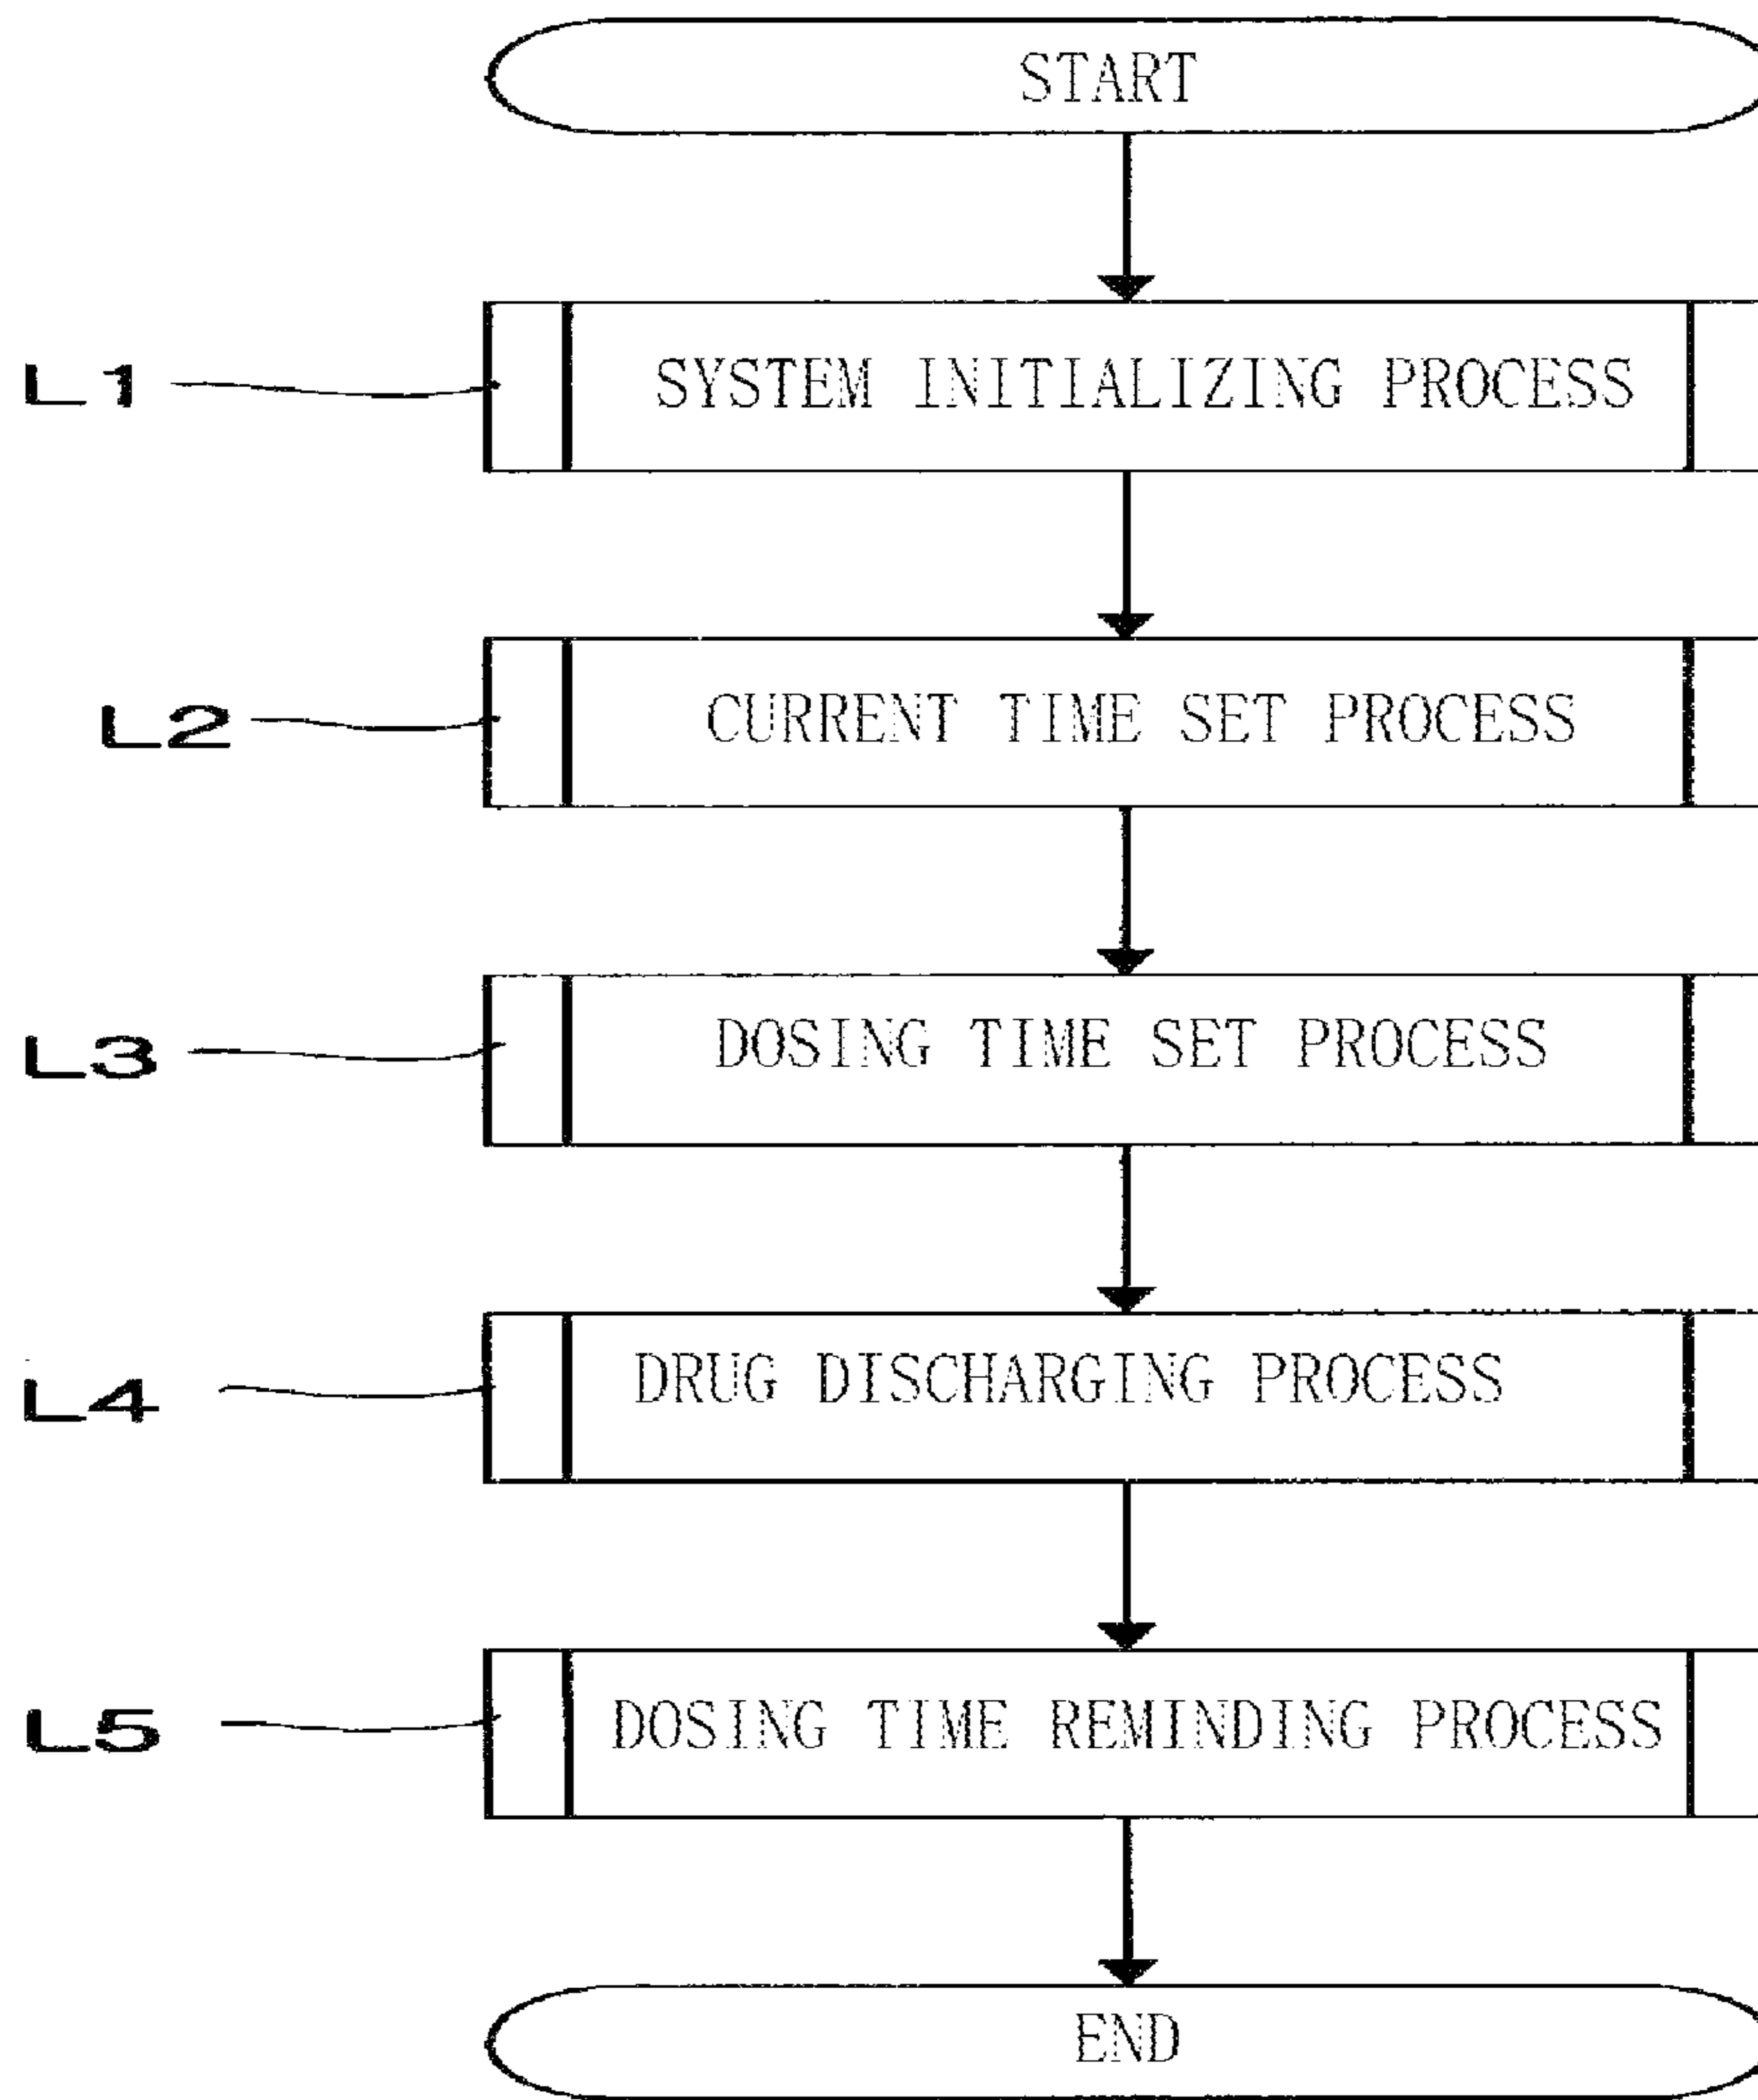 START
L1 SYSTEM INITIALIZING PROCESS
L2 CURRENT TIME SET PROCESS
L3 DOSING TIME SET PROCESS
L4 DRUG DISCHARGING PROCESS
L5 DOSING TIME REMINDING PROCESS
END